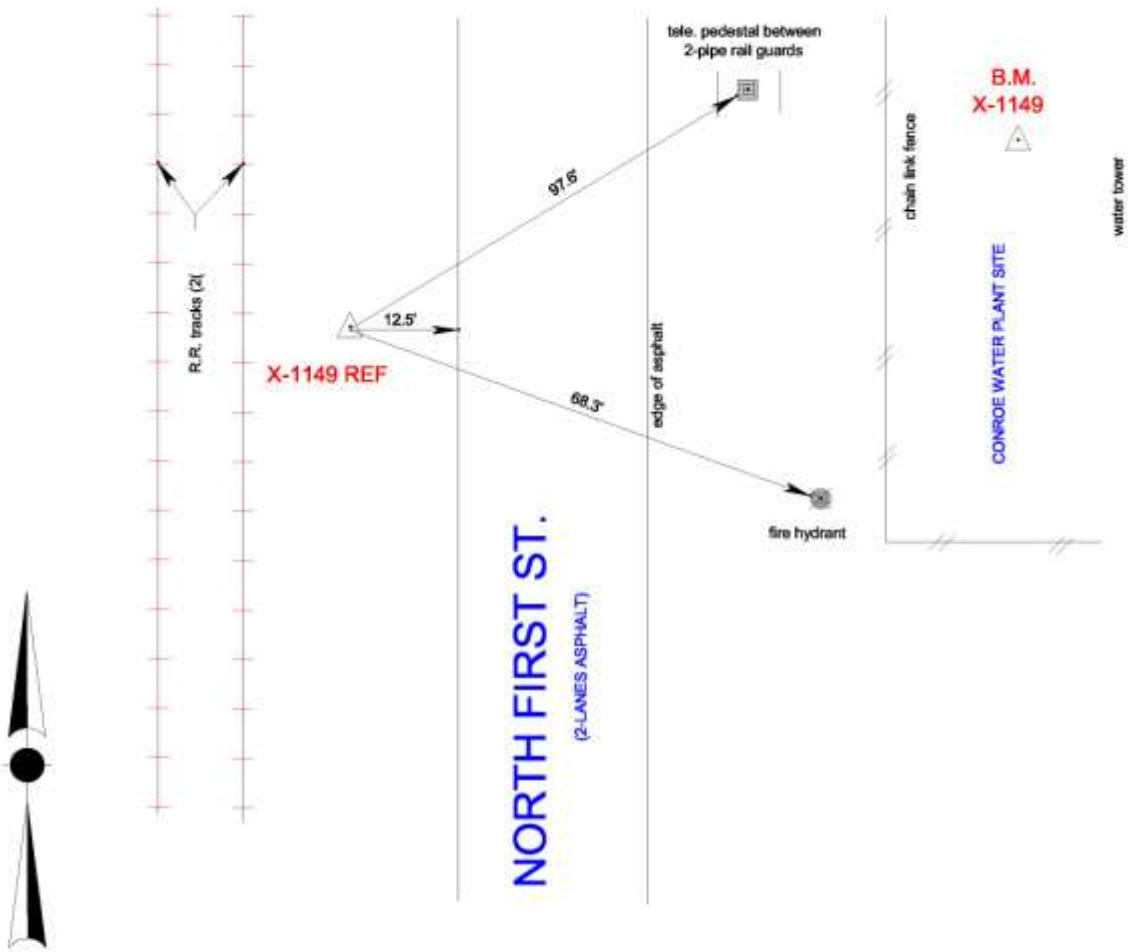 tele. pedestal between
2-pipe rail guards
B.M.
X-1149
97.6'
chain link fence
water tower
R.R. tracks (2(
12.5'
X-1149 REF
edge of asphalt
68.3'
CONROE WATER PLANT SITE
fire hydrant
NORTH FIRST ST.
(2-LANES ASPHALT)